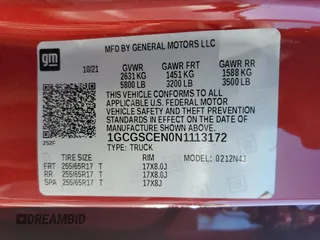 gm
MFD BY GENERAL MOTORS LLC
10/21 GVWR GAWR FRT GAWR RR
2631 KG 1451 KG 1588 KG
5800 LB 3200 LB 3500 LB
THIS VEHICLE CONFORMS TO ALL
APPLICABLE U.S. FEDERAL MOTOR
VEHICLE SAFETY AND THEFT PREVENTION
STANDARDS IN EFFECT ON THE DATE OF
MANUFACTURE SHOWN ABOVE.
1GCGSCEN0N1113172
252F TYPE: TRUCK
TIRE SIZE RIM MODEL: 0212N43
FRT 255/65R17 T 17X8.0J
RR 255/65R17 T 17X8.0J
SPA 255/65R17 T 17X8J
DREAMBID